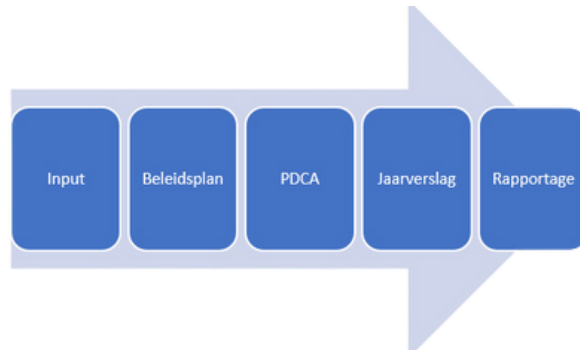 Input
Beleidsplan
PDCA
Jaarverslag
Rapportage